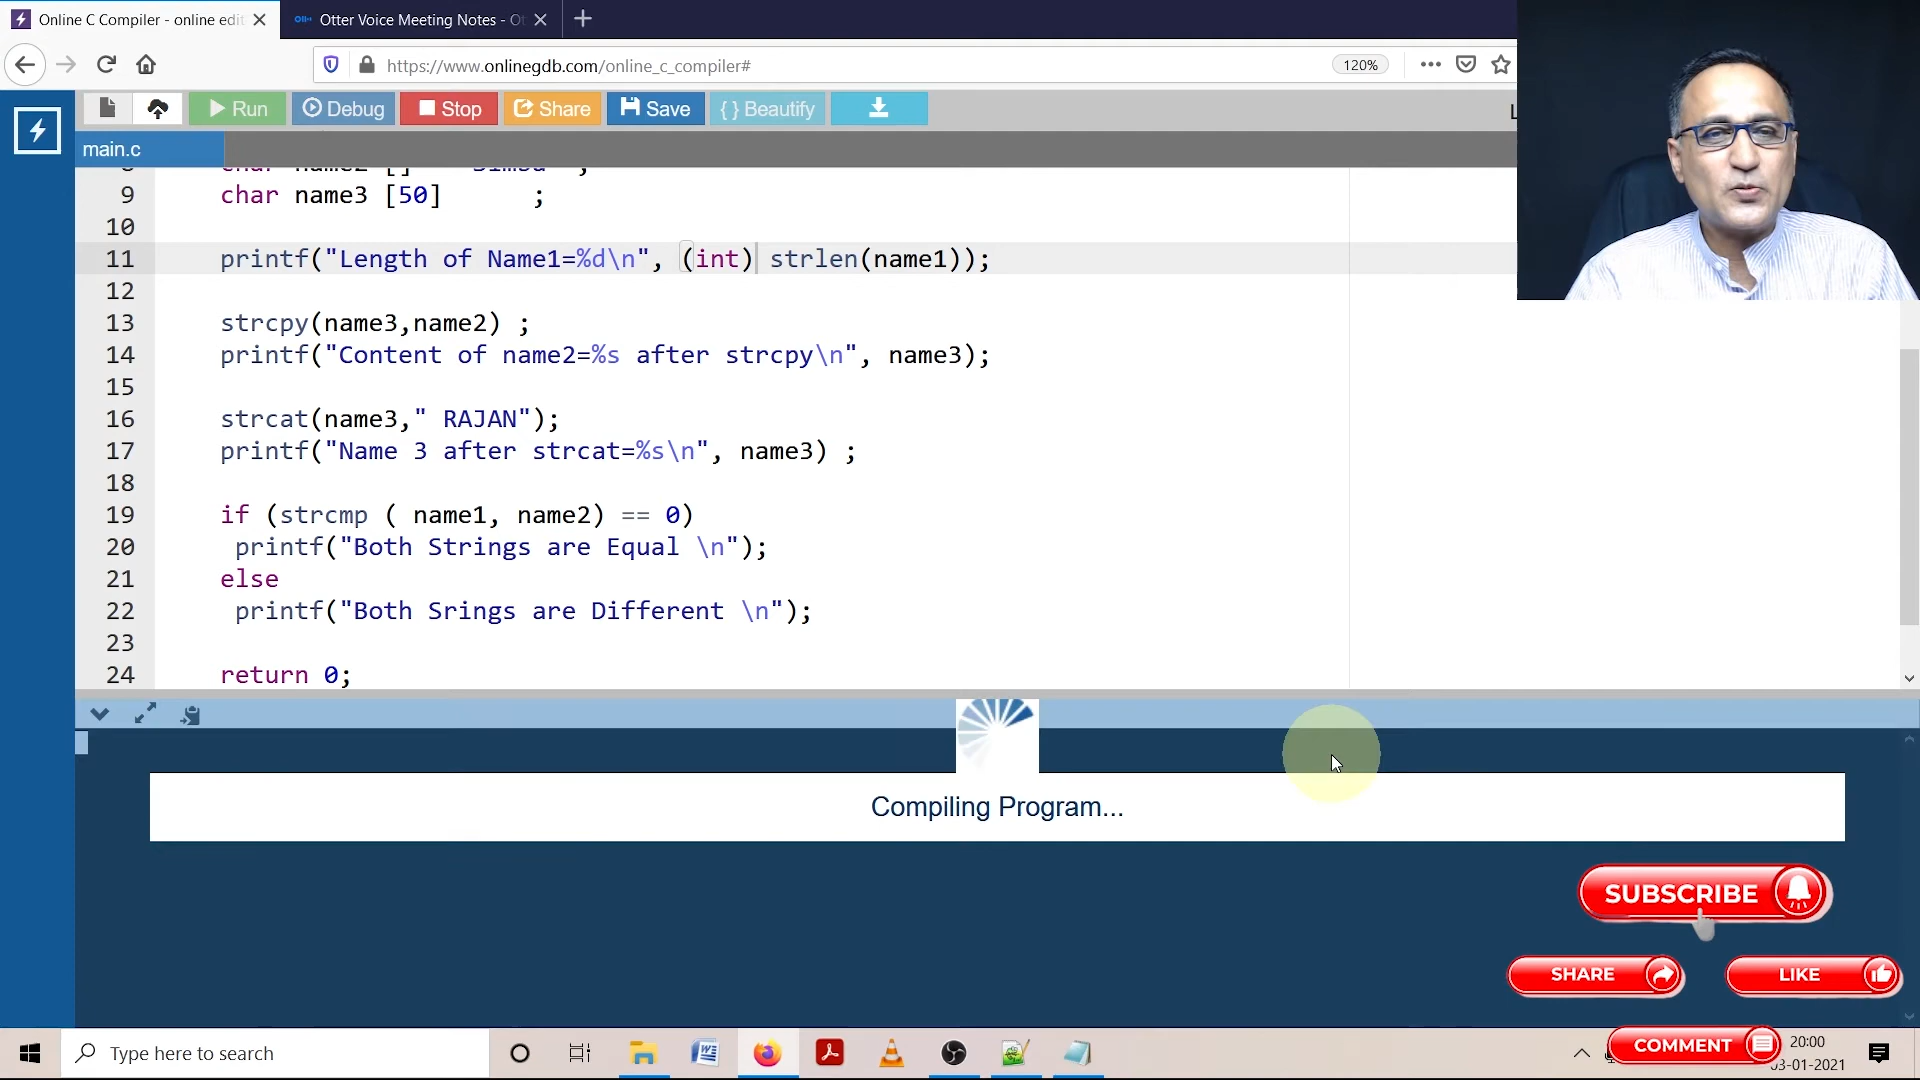 Online C Compiler - online edit
Otter Voice Meeting Notes - Ot
https://www.onlinegdb.com/online_c_compiler#
120%
Run
Debug
Stop
Share
Save
{ } Beautify
main.c
9 char name3 [50] ;
10
11 printf("Length of Name1=%d\n", (int) strlen(name1));
12
13 strcpy(name3,name2) ;
14 printf("Content of name2=%s after strcpy\n", name3);
15
16 strcat(name3," RAJAN");
17 printf("Name 3 after strcat=%s\n", name3) ;
18
19 if (strcmp ( name1, name2) == 0)
20 printf("Both Strings are Equal \n");
21 else
22 printf("Both Srings are Different \n");
23
24 return 0;
Compiling Program...
SUBSCRIBE
SHARE
LIKE
COMMENT
Type here to search
20:00
03-01-2021